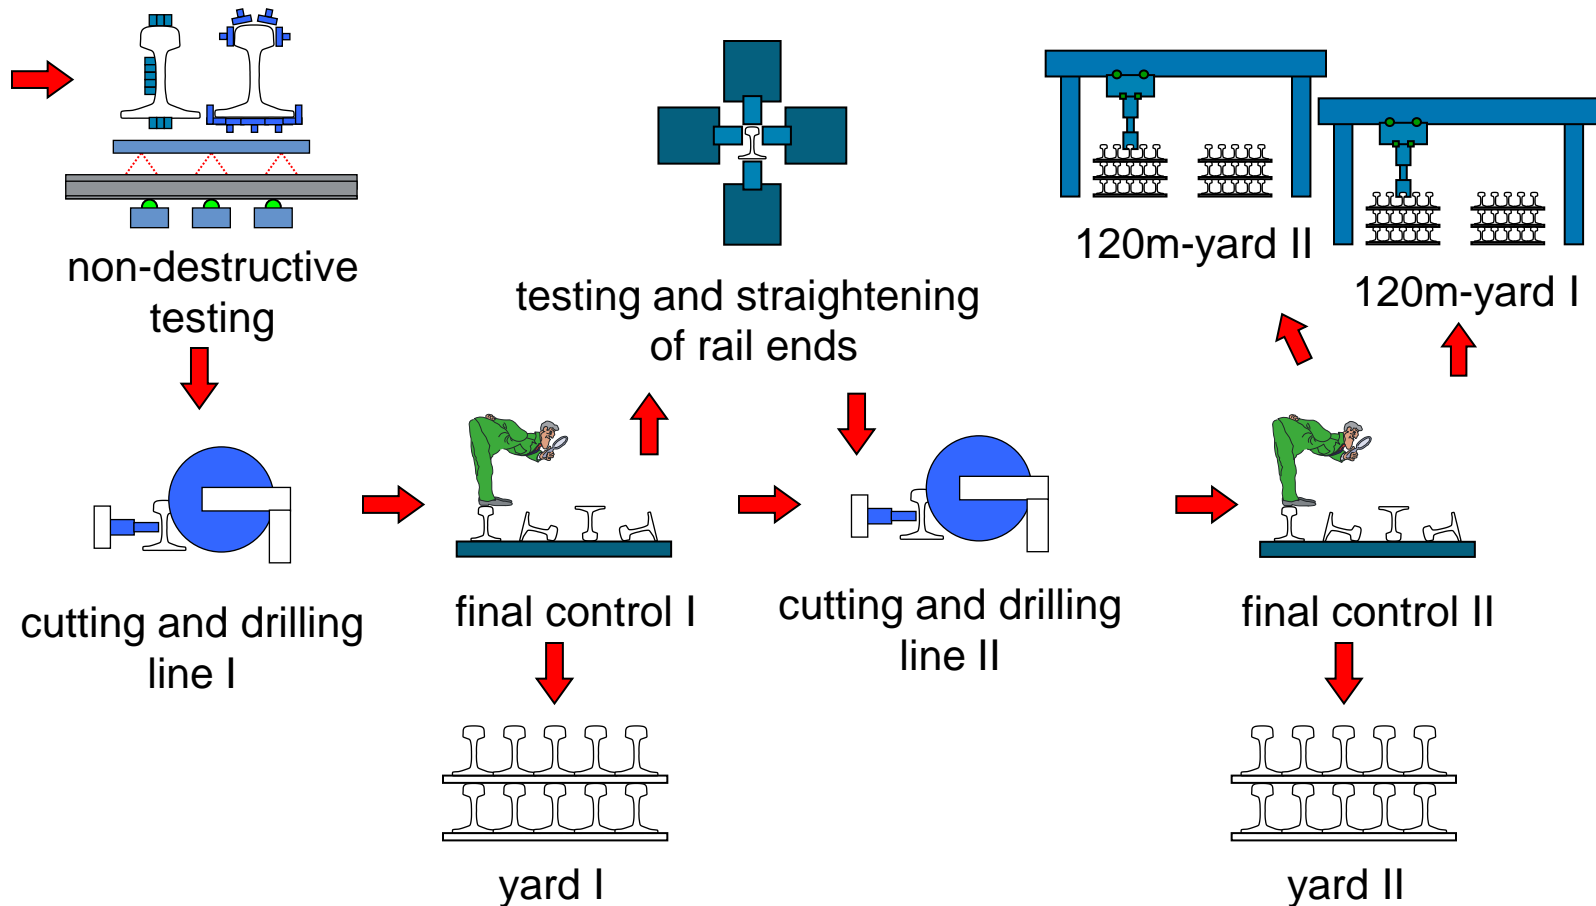 non-destructive
testing
testing and straightening
of rail ends
120m-yard II
120m-yard I
cutting and drilling
line I
final control I
cutting and drilling
line II
final control II
yard I
yard II